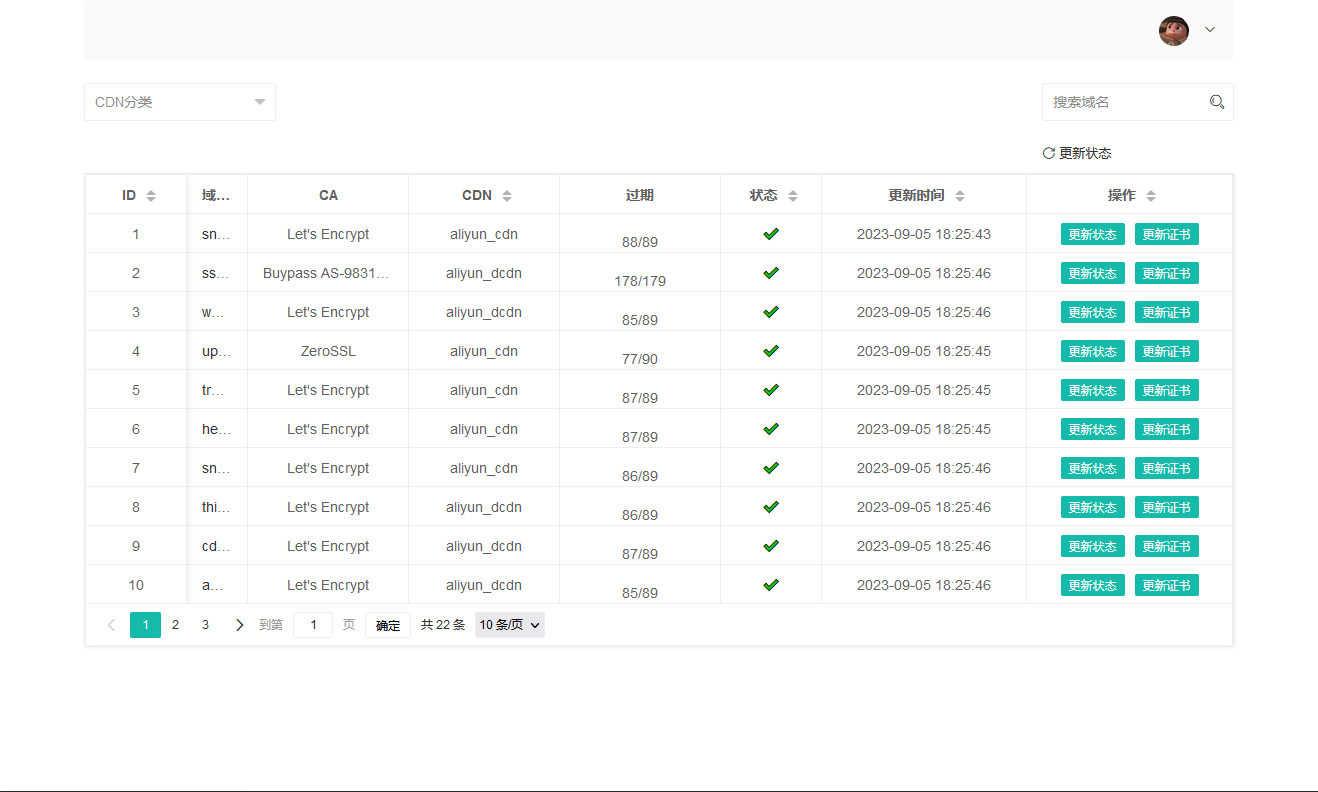 CDN分类
搜索域名
更新状态
ID 域... CA CDN 过期 状态 更新时间 操作
1 sn... Let's Encrypt aliyun_cdn 88/89 2023-09-05 18:25:43 更新状态 更新证书
2 ss... Buypass AS-9831... aliyun_dcdn 178/179 2023-09-05 18:25:46 更新状态 更新证书
3 w... Let's Encrypt aliyun_dcdn 85/89 2023-09-05 18:25:46 更新状态 更新证书
4 up... ZeroSSL aliyun_cdn 77/90 2023-09-05 18:25:45 更新状态 更新证书
5 tr... Let's Encrypt aliyun_cdn 87/89 2023-09-05 18:25:45 更新状态 更新证书
6 he... Let's Encrypt aliyun_cdn 87/89 2023-09-05 18:25:45 更新状态 更新证书
7 sn... Let's Encrypt aliyun_cdn 86/89 2023-09-05 18:25:46 更新状态 更新证书
8 thi... Let's Encrypt aliyun_dcdn 86/89 2023-09-05 18:25:46 更新状态 更新证书
9 cd... Let's Encrypt aliyun_dcdn 87/89 2023-09-05 18:25:46 更新状态 更新证书
10 a... Let's Encrypt aliyun_dcdn 85/89 2023-09-05 18:25:46 更新状态 更新证书
1 2 3 到第 1 页 确定 共 22 条 10 条/页